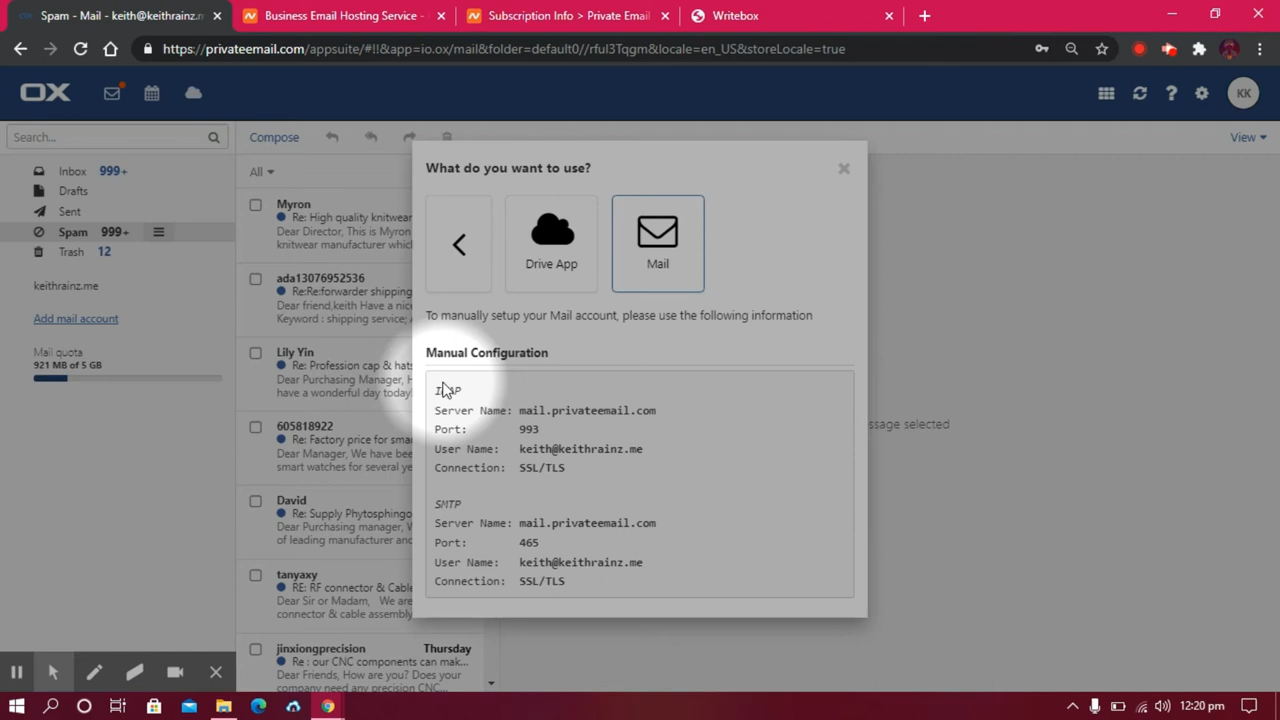 Spam - Mail - keith@keithrainz.m
Business Email Hosting Service -
Subscription Info > Private Email
Writebox
https://privateemail.com/appsuite/#!!&app=io.ox/mail&folder=default0//rful3Tqgm&locale=en_US&storeLocale=true
OX
KK
Search...
Compose
View
Inbox 999+
Drafts
Sent
Spam 999+
Trash 12
keithrainz.me
Add mail account
Mail quota
921 MB of 5 GB
All
Myron
Re: High quality knitwear
Dear Director, This is Myron
knitwear manufacturer which
ada13076952536
Re:Re:forwarder shipping
Dear friend,keith Have a nice
Keyword : shipping service;
Lily Yin
Re: Profession cap & hats
Dear Purchasing Manager,
have a wonderful day today!
605818922
Re: Factory price for smar
Dear Manager, We have been
smart watches for several ye
David
Re: Supply Phytosphingo
Dear Purchasing manager, W
of leading manufacturer and
tanyaxy
RE: RF connector & Cable
Dear Sir or Madam, We are
connector & cable assembly
jinxiongprecision Thursday
Re : our CNC components can mak...
Dear Friends, How are you? Does your
company need any precision CNC
What do you want to use?
Drive App
Mail
To manually setup your Mail account, please use the following information
Manual Configuration
Server Name: mail.privateemail.com
Port: 993
User Name: keith@keithrainz.me
Connection: SSL/TLS
SMTP
Server Name: mail.privateemail.com
Port: 465
User Name: keith@keithrainz.me
Connection: SSL/TLS
ssage selected
12:20 pm